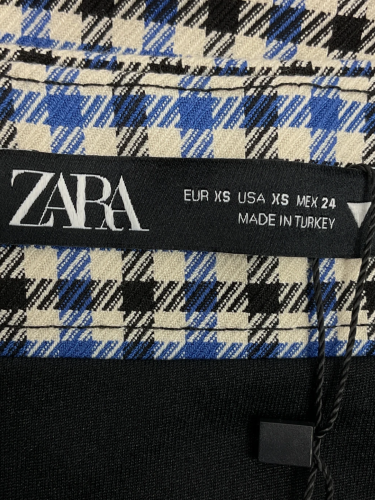 ZARA
EUR XS USA XS MEX 24
MADE IN TURKEY